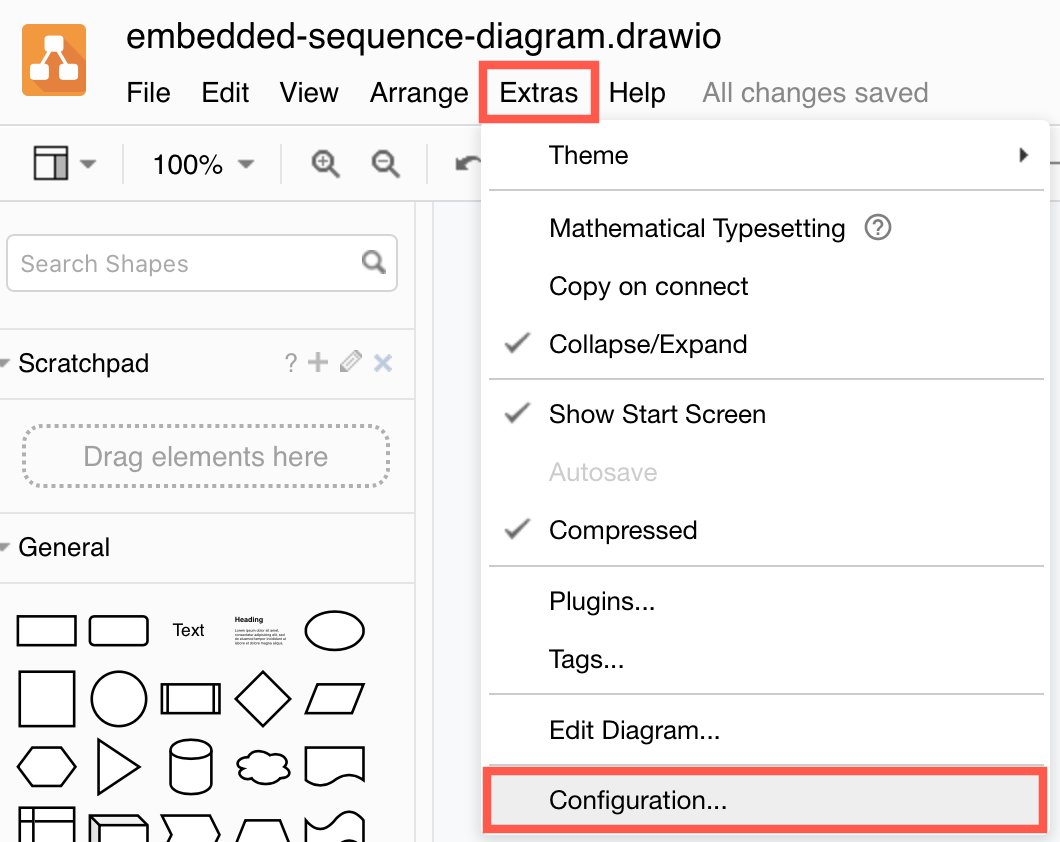 embedded-sequence-diagram.drawio
File Edit View Arrange Extras Help All changes saved
100%
Theme
Mathematical Typesetting ?
Copy on connect
Collapse/Expand
Show Start Screen
Autosave
Compressed
Plugins...
Tags...
Edit Diagram...
Configuration...
Search Shapes
Scratchpad ?
Drag elements here
General
Text
Heading